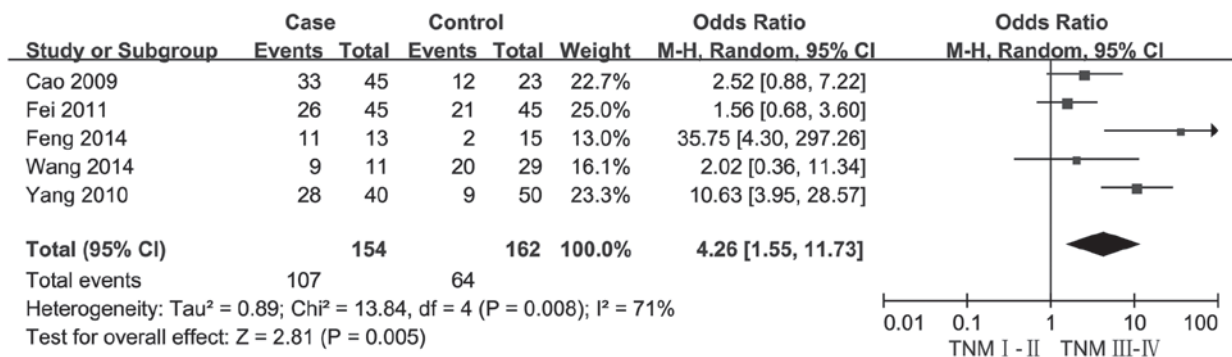 Case Control Odds Ratio Odds Ratio
Study or Subgroup Events Total Events Total Weight M-H, Random, 95% CI M-H, Random, 95% CI
Cao 2009 33 45 12 23 22.7% 2.52 [0.88, 7.22]
Fei 2011 26 45 21 45 25.0% 1.56 [0.68, 3.60]
Feng 2014 11 13 2 15 13.0% 35.75 [4.30, 297.26]
Wang 2014 9 11 20 29 16.1% 2.02 [0.36, 11.34]
Yang 2010 28 40 9 50 23.3% 10.63 [3.95, 28.57]
Total (95% CI) 154 162 100.0% 4.26 [1.55, 11.73]
Total events 107 64
Heterogeneity: Tau² = 0.89; Chi² = 13.84, df = 4 (P = 0.008); I² = 71%
Test for overall effect: Z = 2.81 (P = 0.005)
0.01 0.1 1 10 100
TNM Ⅰ-Ⅱ TNM Ⅲ-Ⅳ